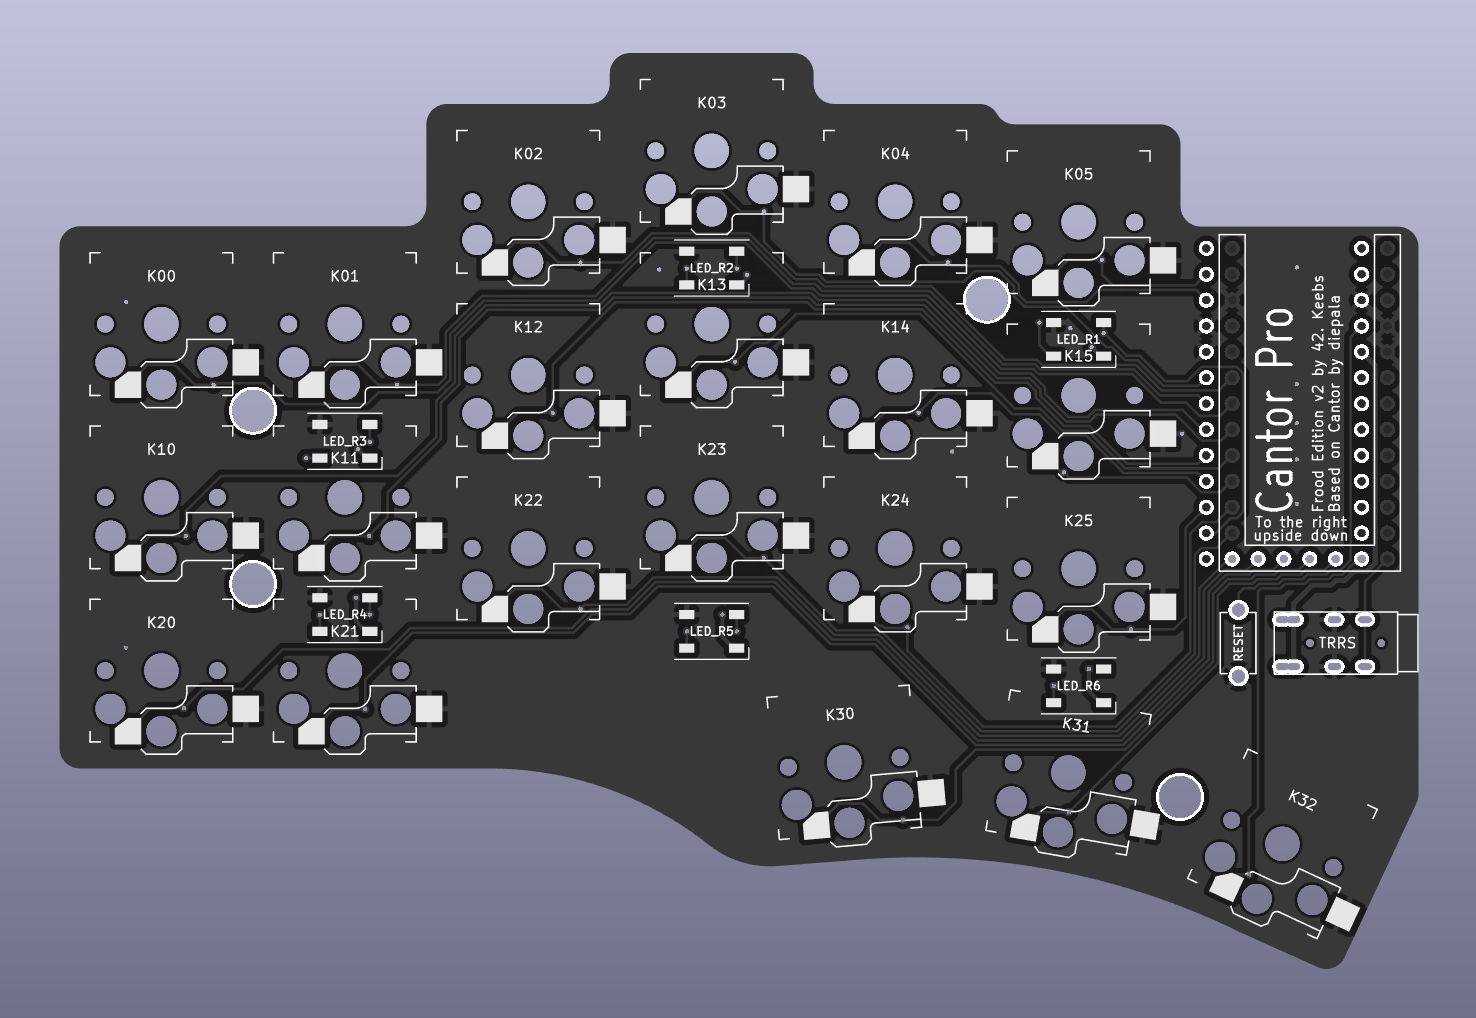 K03
K02
K04
K05
K00
K01
LED_R2
K13
K12
K14
LED_R1
K15
Cantor Pro
Frood Edition v2 by 42. Keebs
Based on Cantor by diepala
To the right
upside down
K10
LED_R3
K11
K23
K22
K24
K25
K20
LED_R4
K21
LED_R5
RESET
TRRS
LED_R6
K30
K31
K32